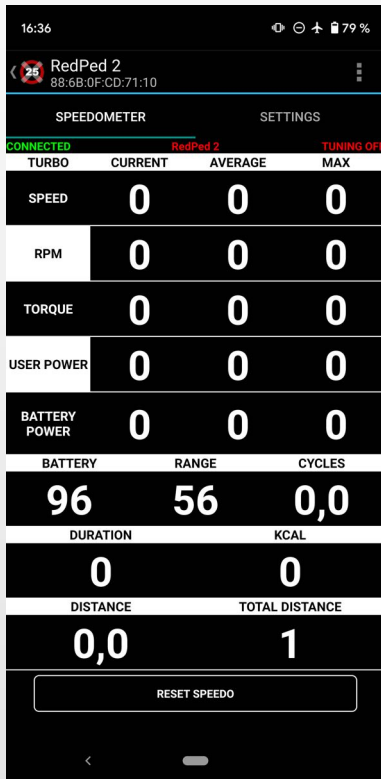 16:36 79 %
25 RedPed 2
88:6B:0F:CD:71:10
SPEEDOMETER SETTINGS
CONNECTED RedPed 2 TUNING OFF
TURBO CURRENT AVERAGE MAX
SPEED 0 0 0
RPM 0 0 0
TORQUE 0 0 0
USER POWER 0 0 0
BATTERY
POWER 0 0 0
BATTERY RANGE CYCLES
96 56 0,0
DURATION KCAL
0 0
DISTANCE TOTAL DISTANCE
0,0 1
RESET SPEEDO